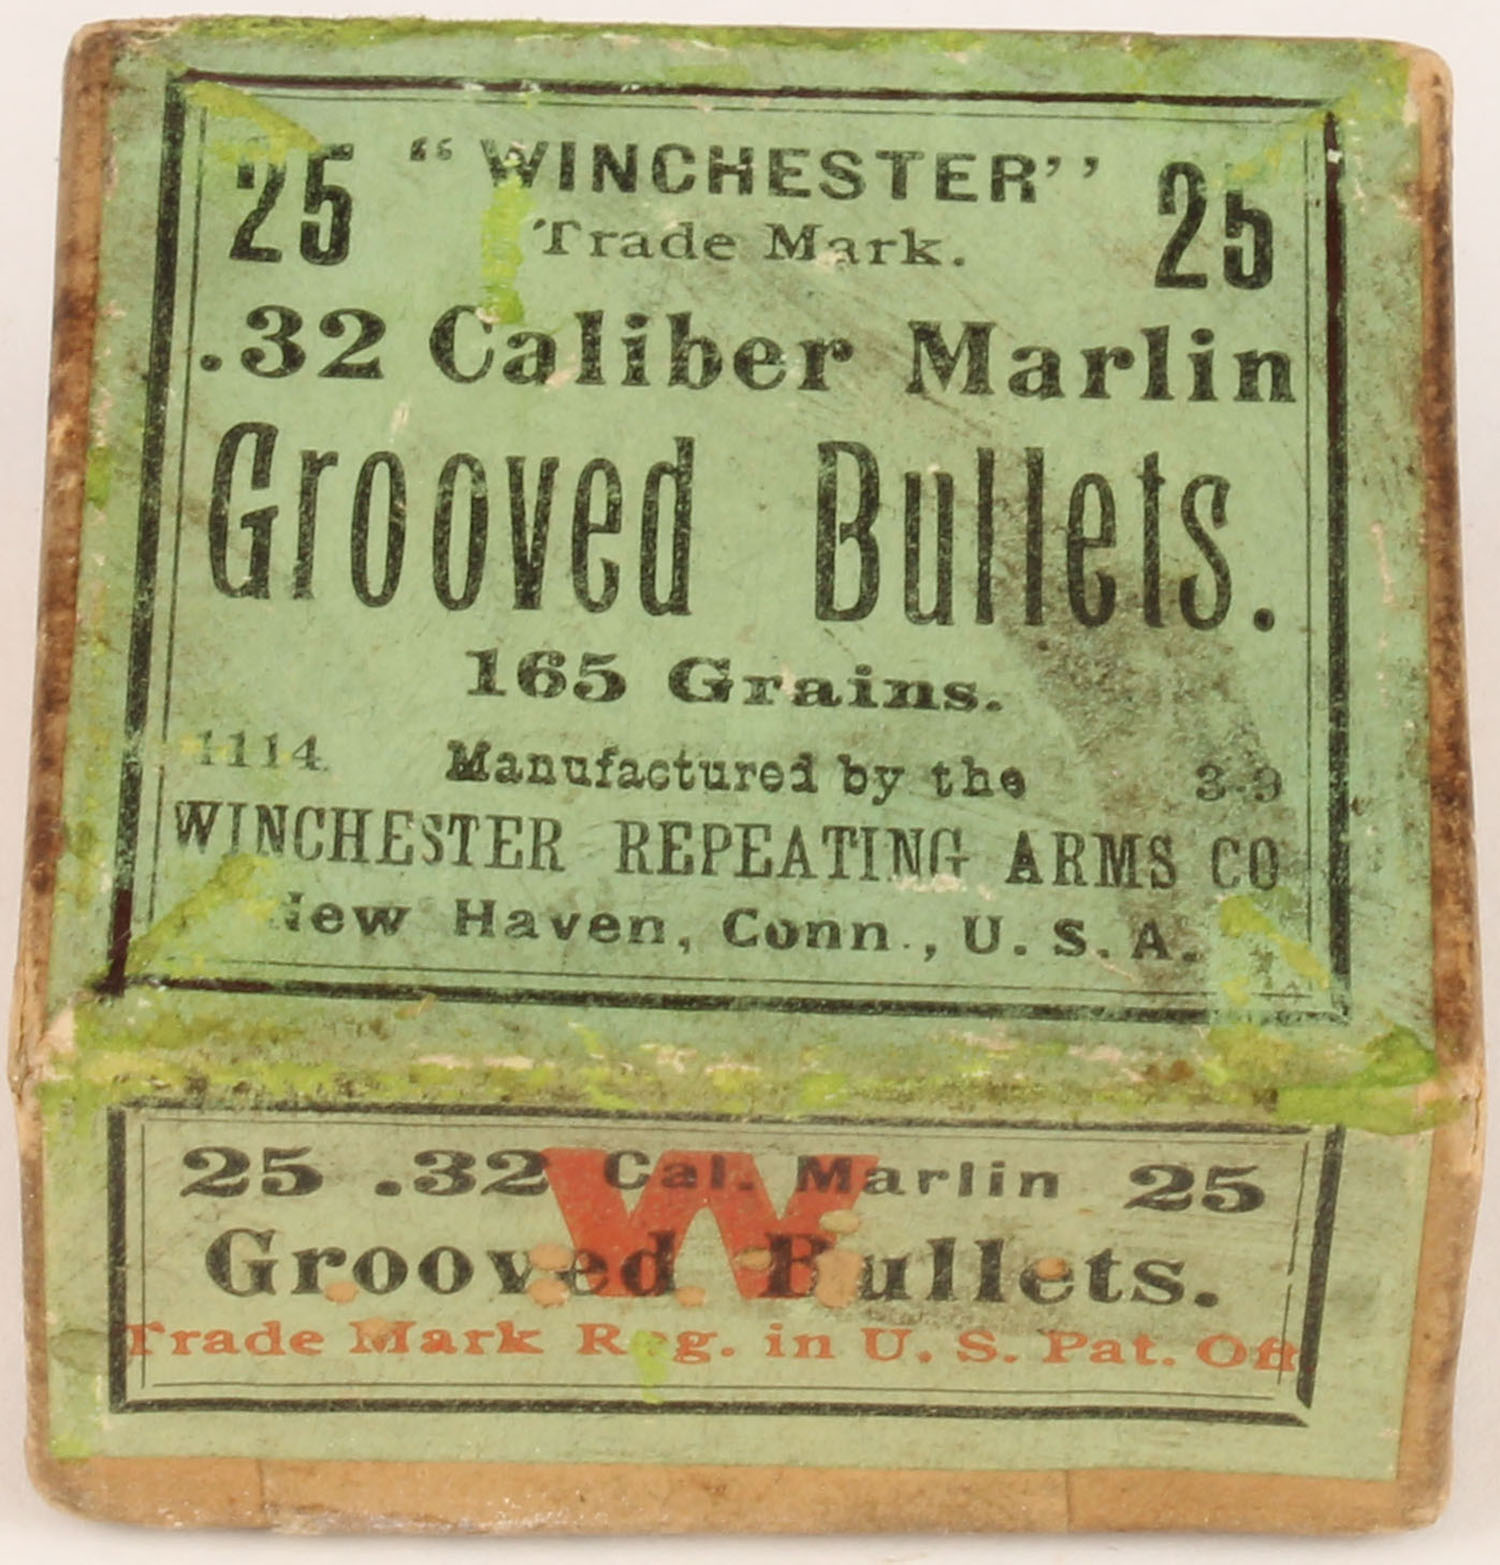 25 “WINCHESTER’’ 25
Trade Mark.
.32 Caliber Marlin
Grooved Bullets.
165 Grains.
1114 Manufactured by the 3-9
WINCHESTER REPEATING ARMS CO
New Haven, Conn., U. S. A.
25 .32 Cal. Marlin 25
W
Grooved Bullets.
Trade Mark Reg. in U. S. Pat. Off.